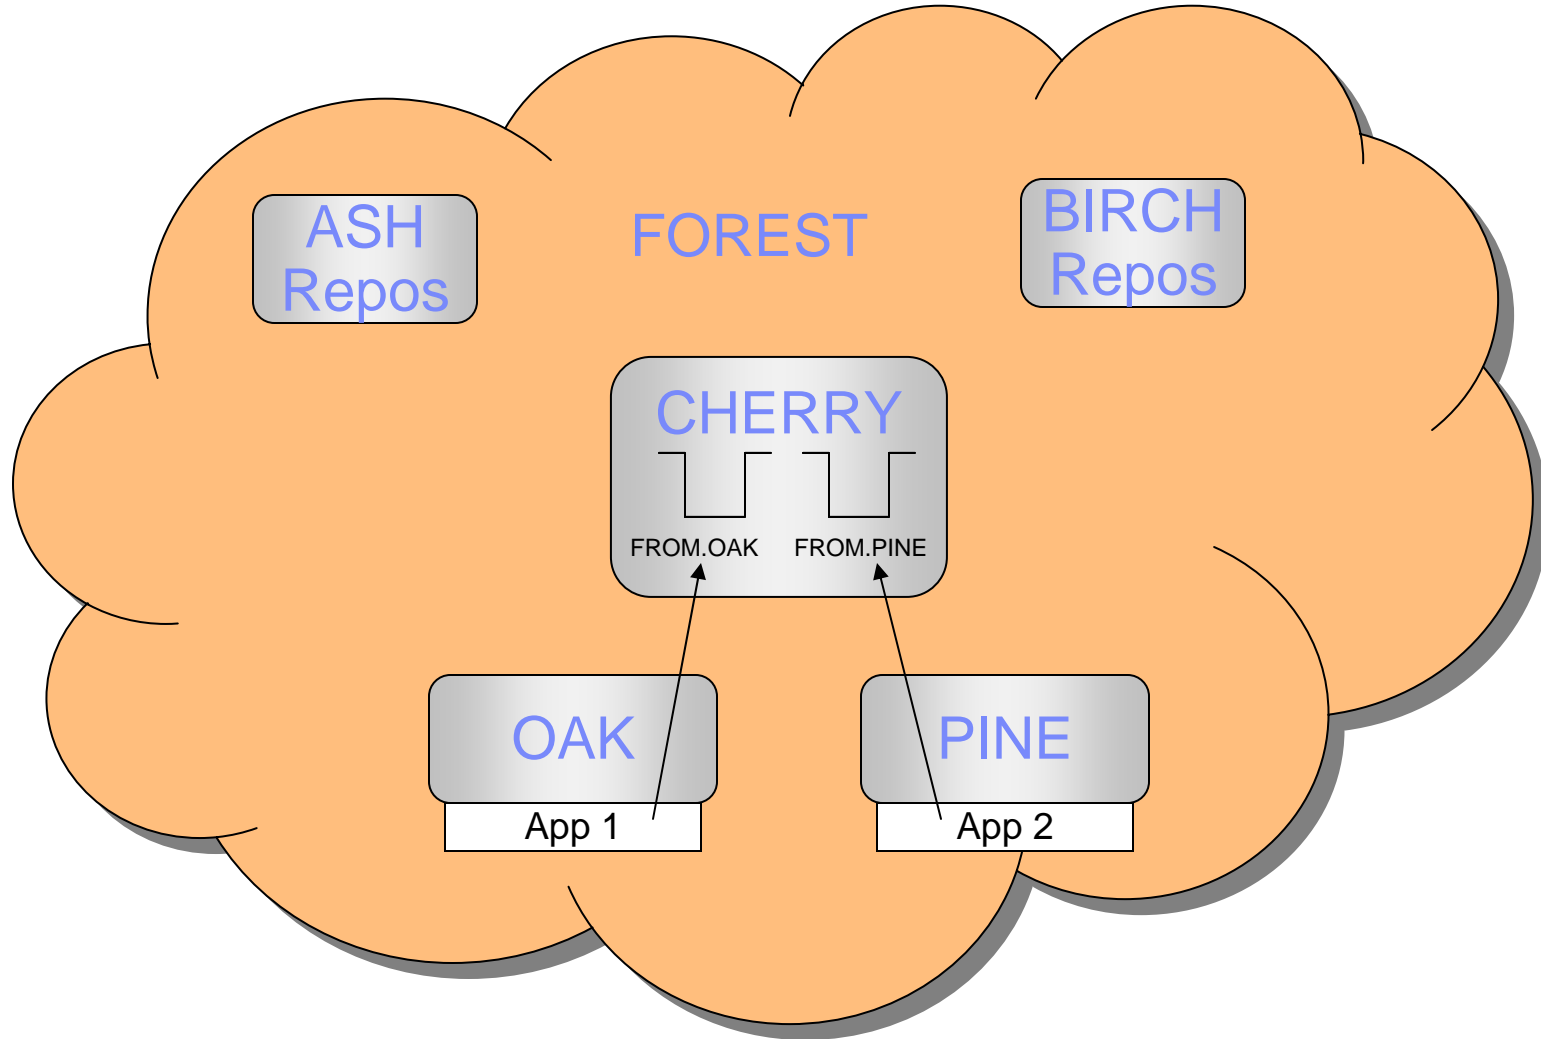 ASH
Repos
FOREST
BIRCH
Repos
CHERRY
FROM.OAK
FROM.PINE
OAK
PINE
App 1
App 2